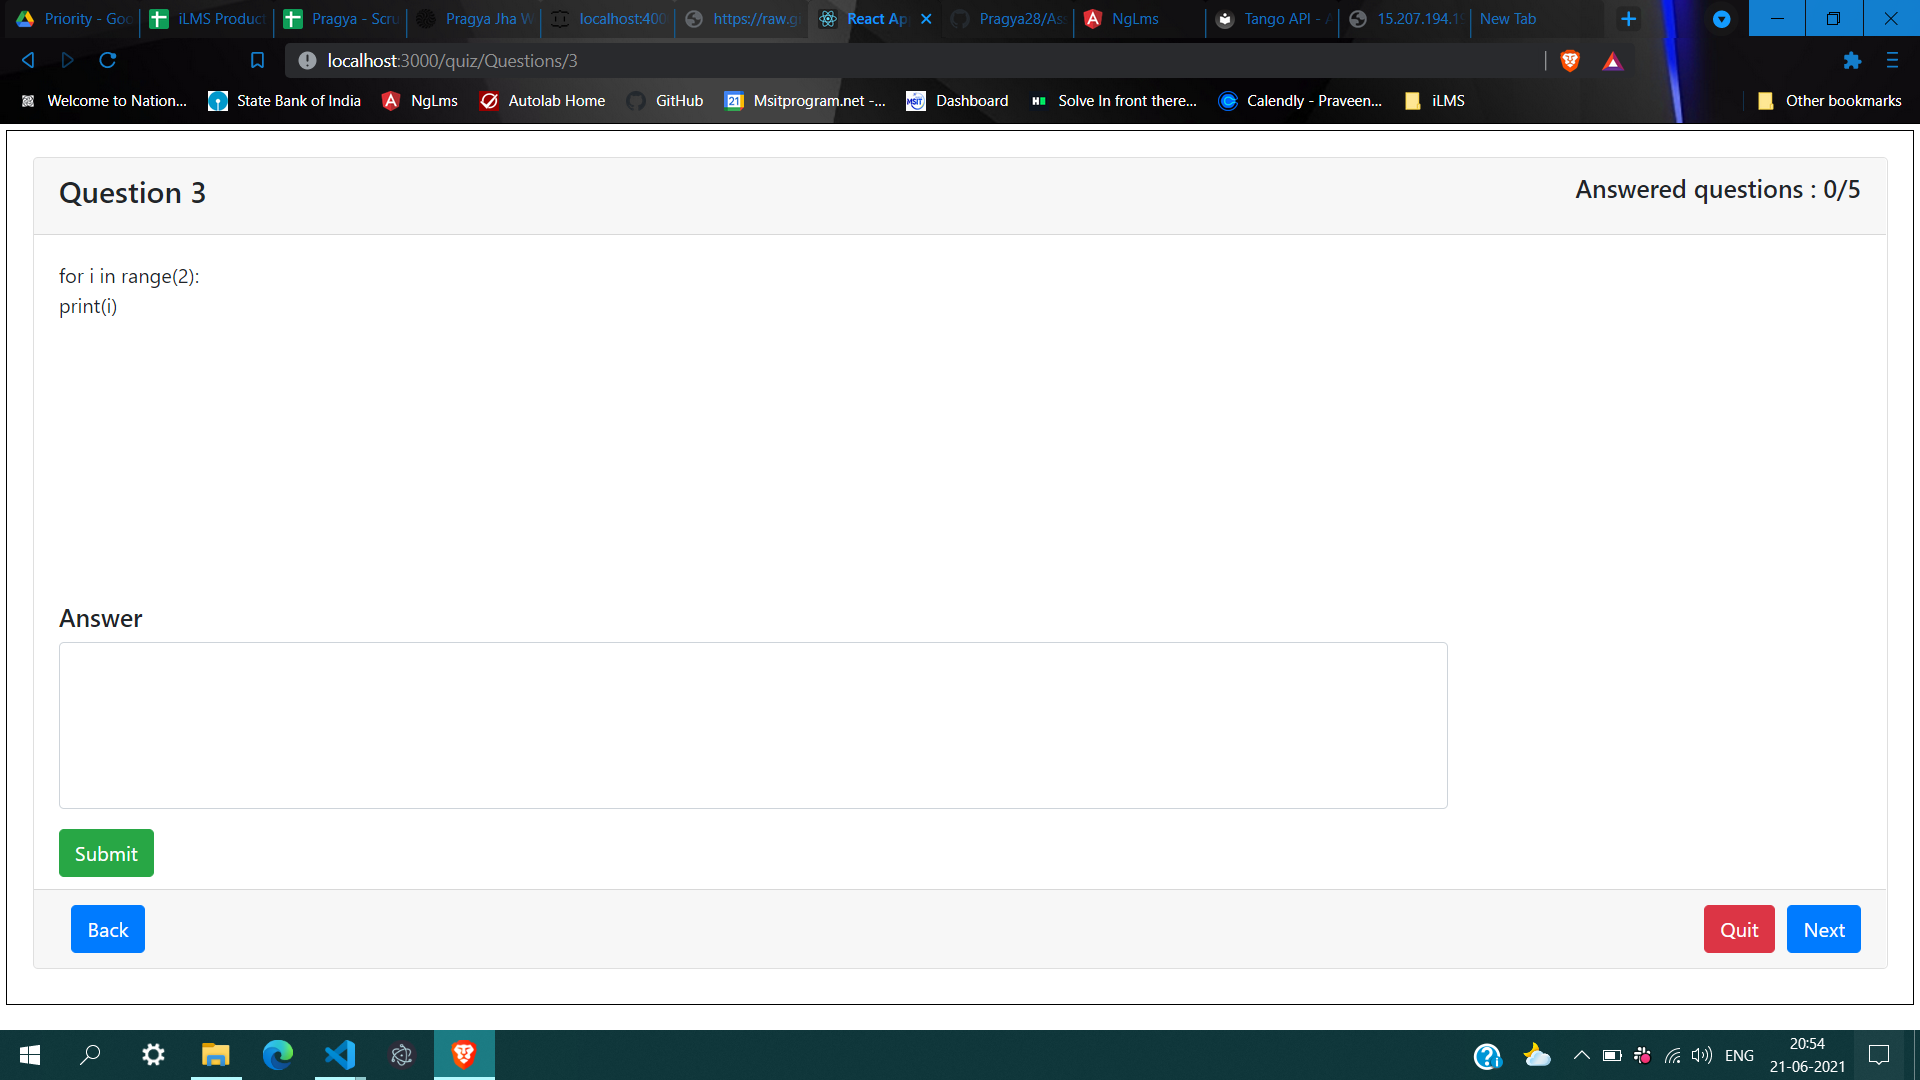 Priority - Goo
iLMS Product
Pragya - Scru
Pragya Jha W
localhost:400
https://raw.g
React Ap
Pragya28/As
NgLms
Tango API - A
15.207.194.19
New Tab
localhost:3000/quiz/Questions/3
Welcome to Nation...
State Bank of India
NgLms
Autolab Home
GitHub
21
Msitprogram.net -...
MSIT
Dashboard
Solve In front there...
Calendly - Praveen...
iLMS
Other bookmarks
Question 3
Answered questions : 0/5
for i in range(2):
print(i)
Answer
Submit
Back
Quit
Next
ENG
20:54
21-06-2021